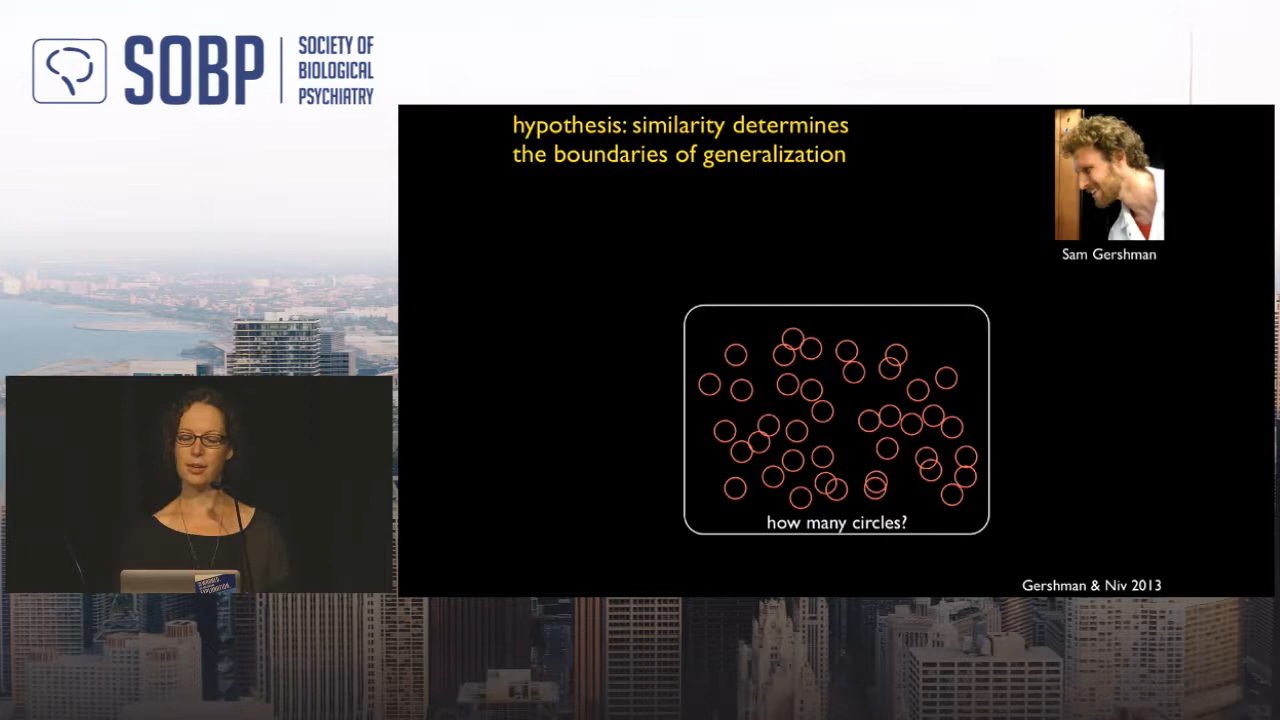 SOBP
SOCIETY OF
BIOLOGICAL
PSYCHIATRY
hypothesis: similarity determines
the boundaries of generalization
Sam Gershman
how many circles?
Gershman & Niv 2013